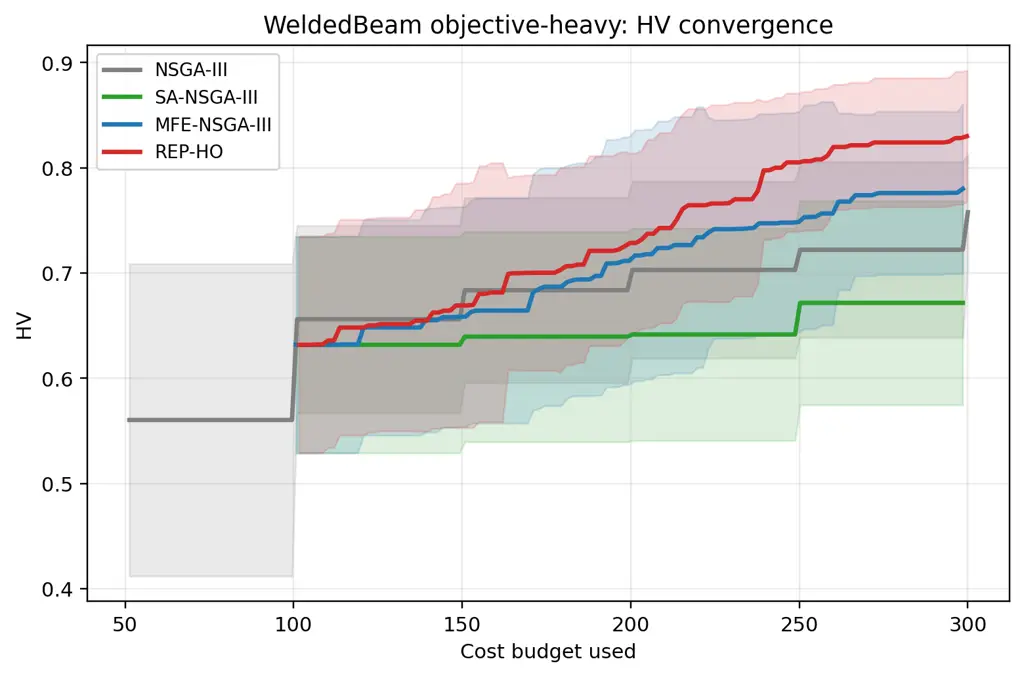 WeldedBeam objective-heavy: HV convergence
NSGA-III
SA-NSGA-III
MFE-NSGA-III
REP-HO
HV
0.9
0.8
0.7
0.6
0.5
0.4
50
100
150
200
250
300
Cost budget used